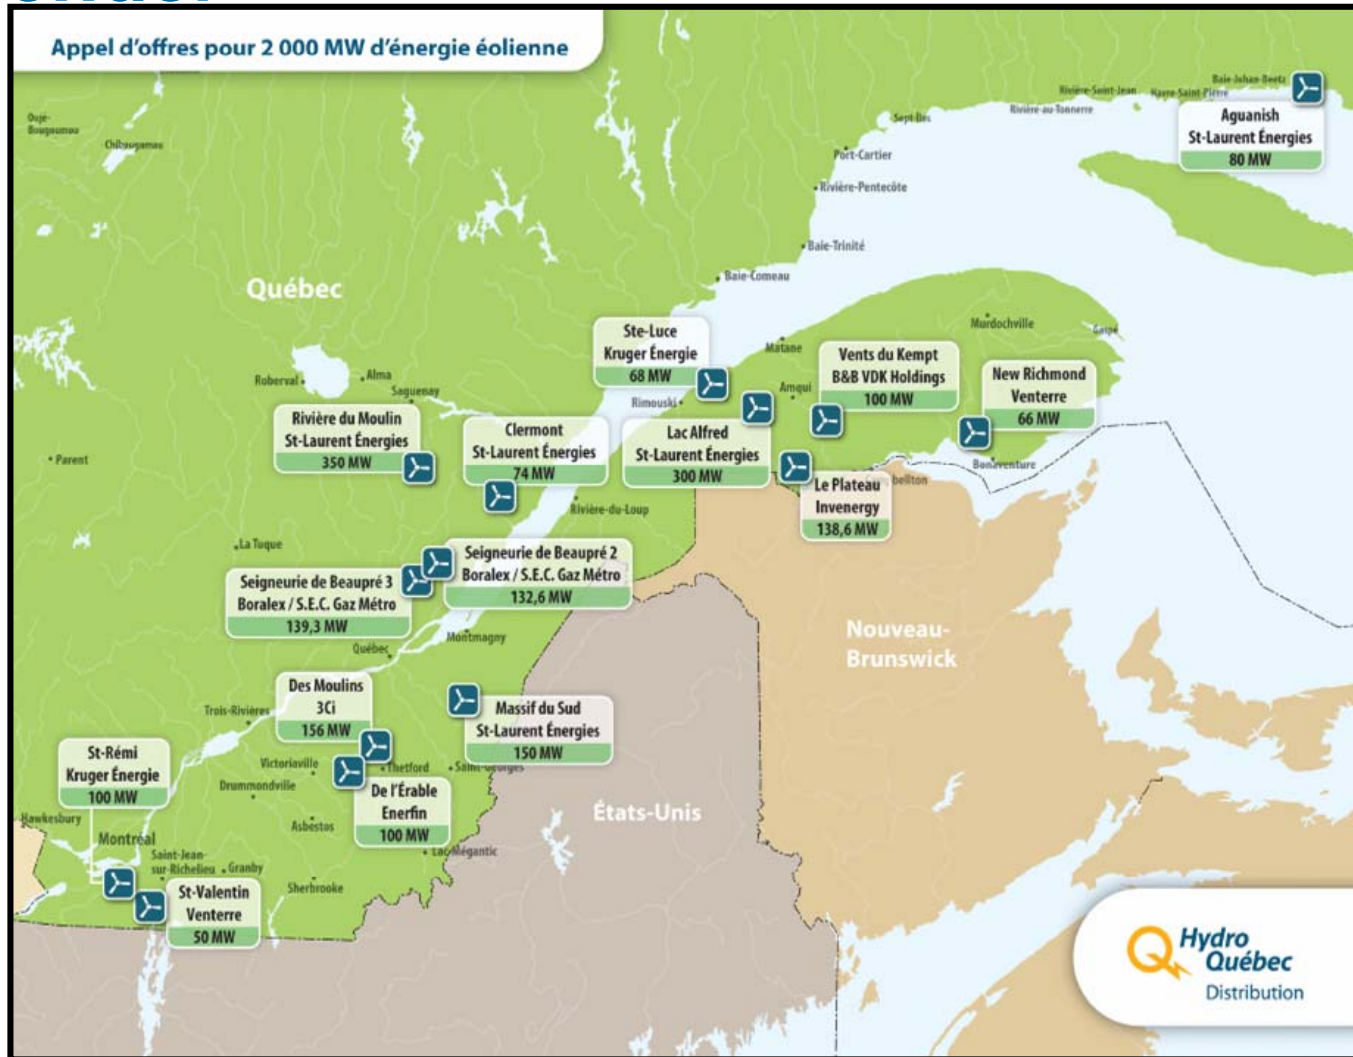 Appel d'offres pour 2 000 MW d'énergie éolienne
Oujé-
Bougoumou
Chibougamau
Sept-Îles
Rivière-Saint-Jean
Rivière-au-Tonnerre
Havre-Saint-Pierre
Baie-Johan-Beetz
Aguanish
St-Laurent Énergies
80 MW
Port-Cartier
Rivière-Pentecôte
Baie-Trinité
Baie-Comeau
Québec
Ste-Luce
Kruger Énergie
68 MW
Matane
Murdochville
Gaspé
Vents du Kempt
B&B VDK Holdings
100 MW
New Richmond
Venterre
66 MW
Roberval
Alma
Saguenay
Rimouski
Amqui
Rivière du Moulin
St-Laurent Énergies
350 MW
Clermont
St-Laurent Énergies
74 MW
Lac Alfred
St-Laurent Énergies
300 MW
Parent
Bonaventure
bellton
Le Plateau
Invenergy
138,6 MW
Rivière-du-Loup
La Tuque
Seigneurie de Beaupré 2
Boralex / S.E.C. Gaz Métro
132,6 MW
Seigneurie de Beaupré 3
Boralex / S.E.C. Gaz Métro
139,3 MW
Montmagny
Québec
Nouveau-
Brunswick
Des Moulins
3Ci
156 MW
Trois-Rivières
Massif du Sud
St-Laurent Énergies
150 MW
St-Rémi
Kruger Énergie
100 MW
Victoriaville
Thetford
Saint-Georges
Drummondville
De l'Érable
Enerfin
100 MW
États-Unis
Hawkesbury
Asbestos
Montréal
Lac-Mégantic
Saint-Jean-
sur-Richelieu
Granby
Sherbrooke
St-Valentin
Venterre
50 MW
Hydro
Québec
Distribution